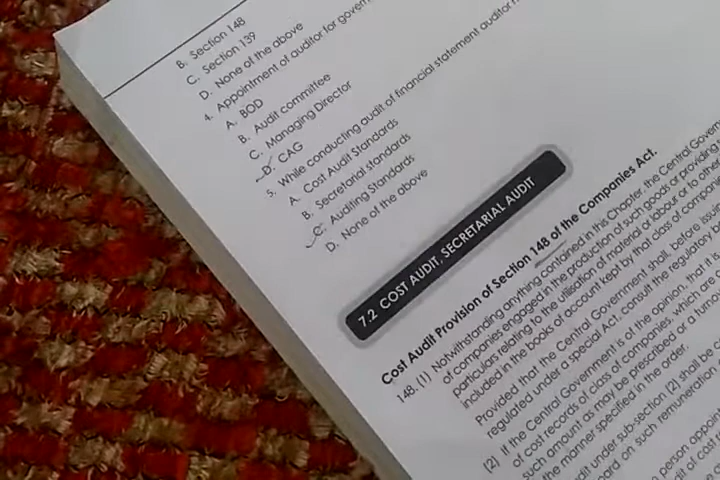 B. Section 148
C. Section 139
D. None of the above
4. Appointment of auditor for govern
A. BOD
B. Audit committee
C. Managing Director
D. CAG
5. While conducting audit of financial statement auditor
A. Cost Audit Standards
B. Secretarial standards
C. Auditing Standards
D. None of the above
7.2 COST AUDIT, SECRETARIAL AUDIT
Cost Audit Provision of Section 148 of the Companies Act.
148. (1) Notwithstanding anything contained in this Chapter, the Central Gover
of companies engaged in the production of such goods or providing
particulars relating to the utilisation of material or labour or to othe
included in the books of account kept by that class of compan
Provided that the Central Government shall, before issui
regulated under a special Act, consult the regulatory b
(2) If the Central Government is of the opinion, that it is
of cost records of class of companies, which are
such amount as may be prescribed or a turno
the manner specified in the order.
audit under sub-section (2) shall be c
on such remuneration
person appoin
of cos